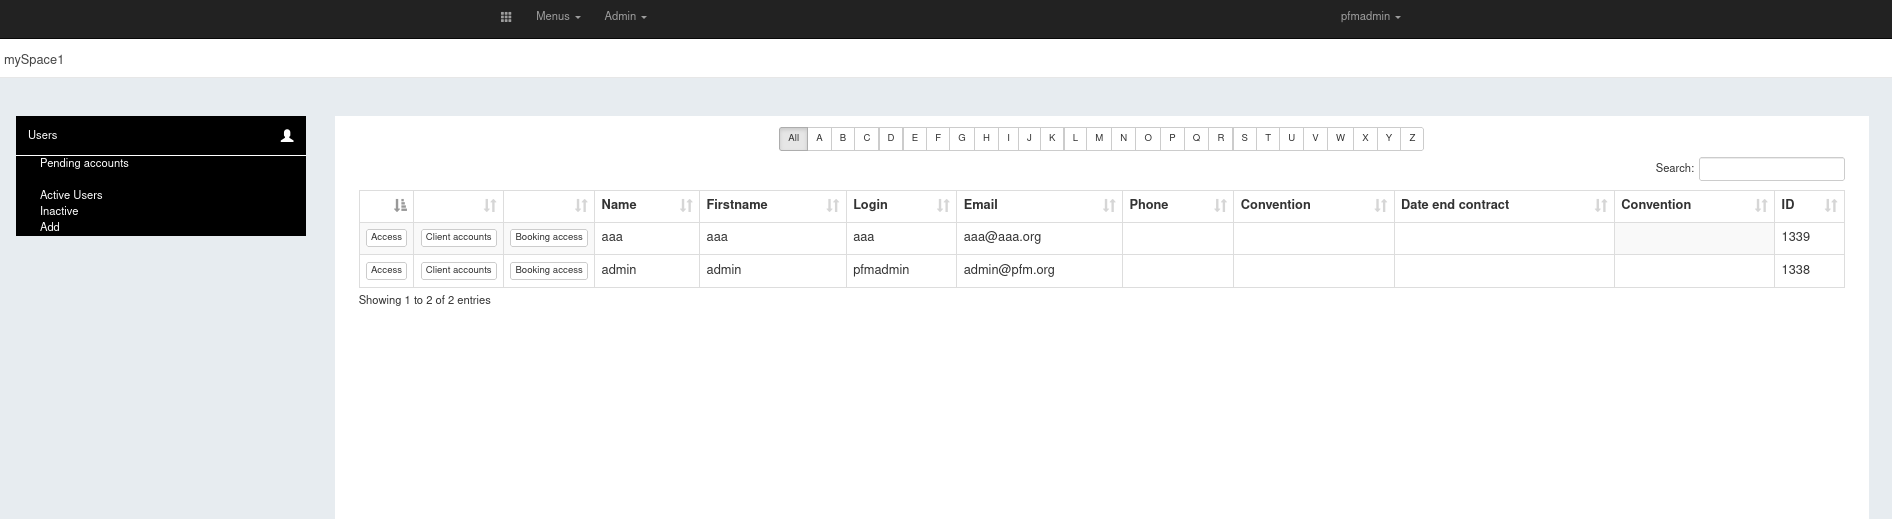 Menus Admin pfmadmin
mySpace1
Users
Pending accounts
Active Users
Inactive
Add
All A B C D E F G H I J K L M N O P Q R S T U V W X Y Z
Search:
Name Firstname Login Email Phone Convention Date end contract Convention ID
Access Client accounts Booking access aaa aaa aaa aaa@aaa.org 1339
Access Client accounts Booking access admin admin pfmadmin admin@pfm.org 1338
Showing 1 to 2 of 2 entries